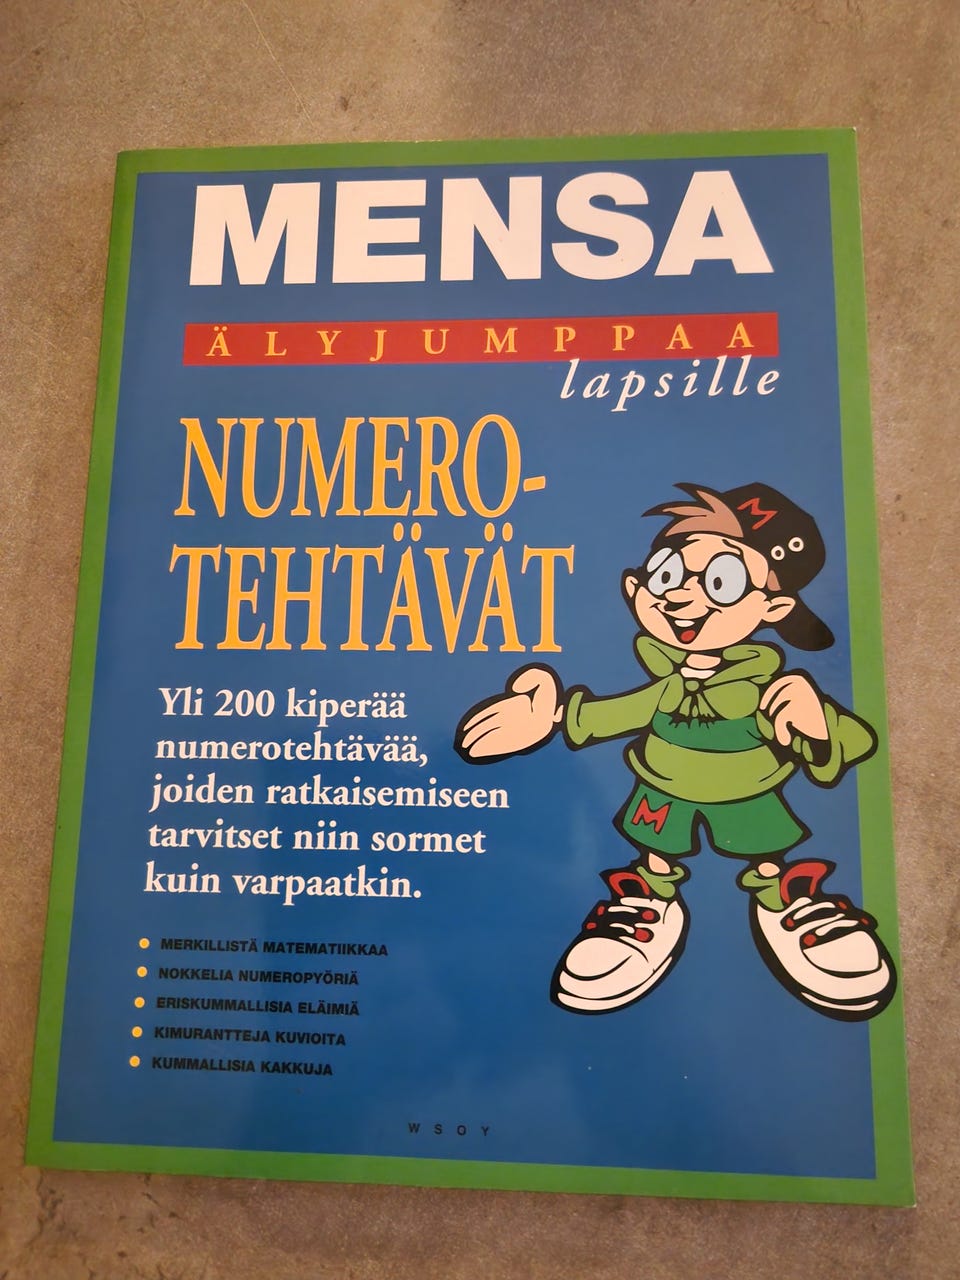 MENSA
ÄLYJUMPPAA
lapsille
NUMERO-
TEHTÄVÄT
Yli 200 kiperää
numerotehtävää,
joiden ratkaisemiseen
tarvitset niin sormet
kuin varpaatkin.
MERKILLISTÄ MATEMATIIKKAA
NOKKELIA NUMEROPYÖRIÄ
ERISKUMMALLISIA ELÄIMIÄ
KIMURANTTEJA KUVIOITA
KUMMALLISIA KAKKUJA
M
M
WSOY